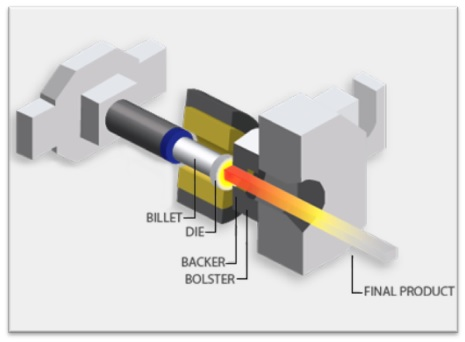 BILLET
DIE
BACKER
BOLSTER
FINAL PRODUCT